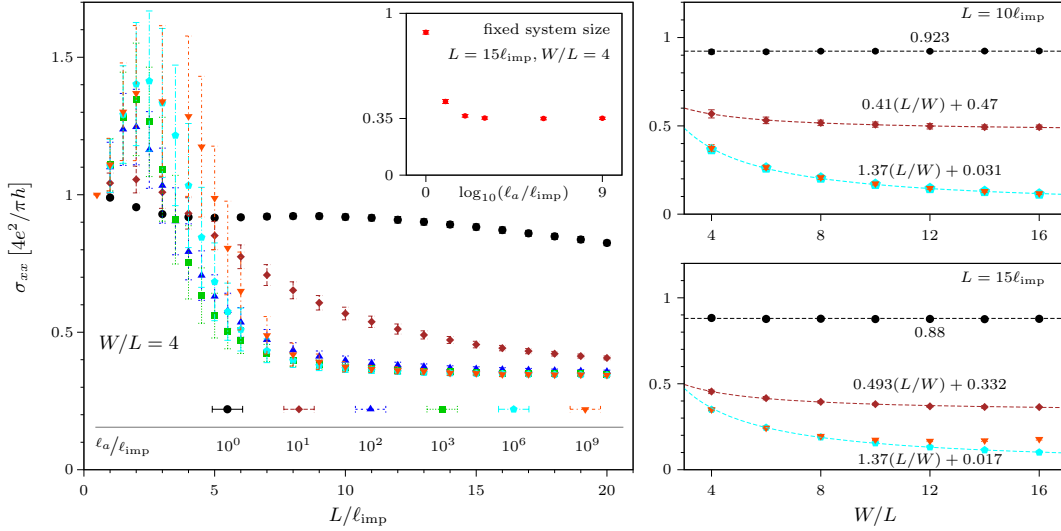 σxx [4e²/πh]
1.5
1
0.5
0
0
5
10
15
20
L/ℓimp
W/L = 4
ℓa/ℓimp
10⁰
10¹
10²
10³
10⁶
10⁹
1
0.35
0
0
9
log₁₀(ℓa/ℓimp)
fixed system size
L = 15ℓimp, W/L = 4
L = 10ℓimp
1
0.5
0
4
8
12
16
0.923
0.41(L/W) + 0.47
1.37(L/W) + 0.031
L = 15ℓimp
1
0.5
0
4
8
12
16
0.88
0.493(L/W) + 0.332
1.37(L/W) + 0.017
W/L